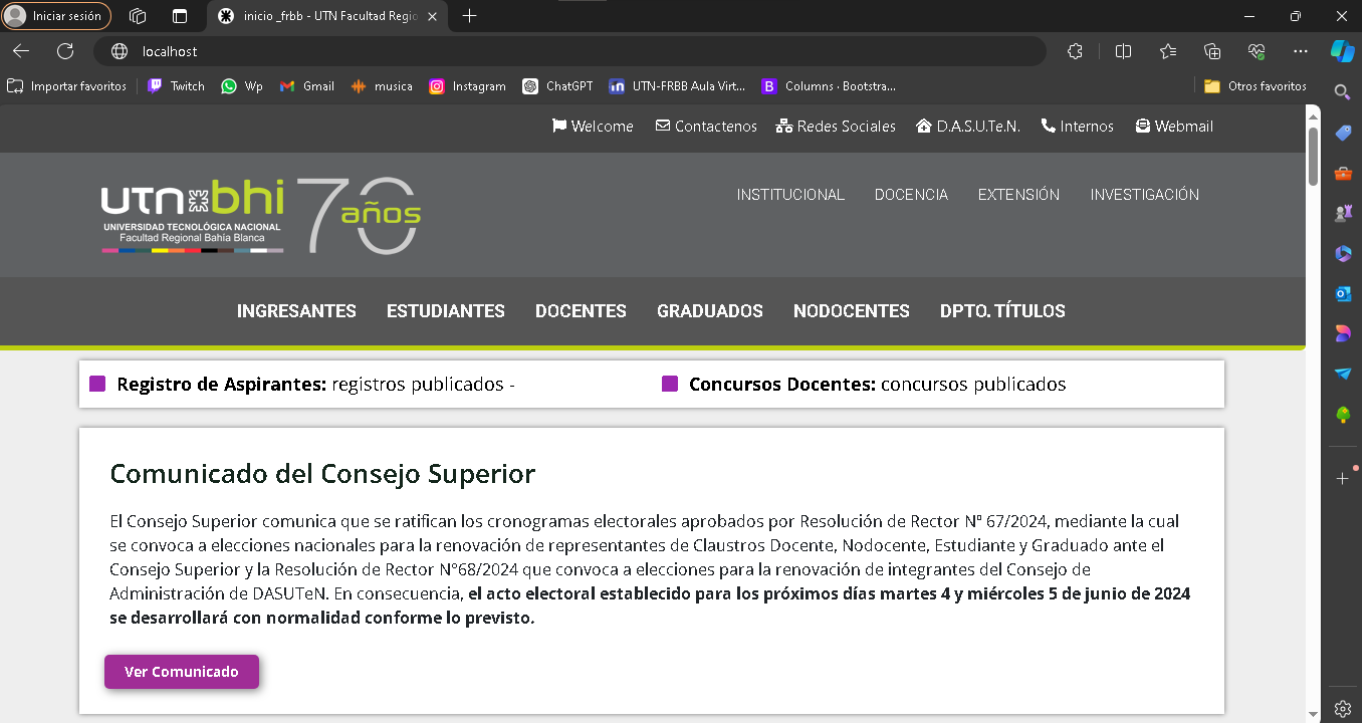 Iniciar sesión
inicio _frbb - UTN Facultad Regio
localhost
Importar favoritos Twitch Wp Gmail musica Instagram ChatGPT UTN-FRBB Aula Virt... Columns · Bootstra... Otros favoritos
Welcome Contactenos Redes Sociales D.A.S.U.Te.N. Internos Webmail
utn bhi 70 años
UNIVERSIDAD TECNOLÓGICA NACIONAL
Facultad Regional Bahía Blanca
INSTITUCIONAL DOCENCIA EXTENSIÓN INVESTIGACIÓN
INGRESANTES ESTUDIANTES DOCENTES GRADUADOS NODOCENTES DPTO. TÍTULOS
Registro de Aspirantes: registros publicados - Concursos Docentes: concursos publicados
Comunicado del Consejo Superior
El Consejo Superior comunica que se ratifican los cronogramas electorales aprobados por Resolución de Rector Nº 67/2024, mediante la cual
se convoca a elecciones nacionales para la renovación de representantes de Claustros Docente, Nodocente, Estudiante y Graduado ante el
Consejo Superior y la Resolución de Rector N°68/2024 que convoca a elecciones para la renovación de integrantes del Consejo de
Administración de DASUTeN. En consecuencia, el acto electoral establecido para los próximos días martes 4 y miércoles 5 de junio de 2024
se desarrollará con normalidad conforme lo previsto.
Ver Comunicado